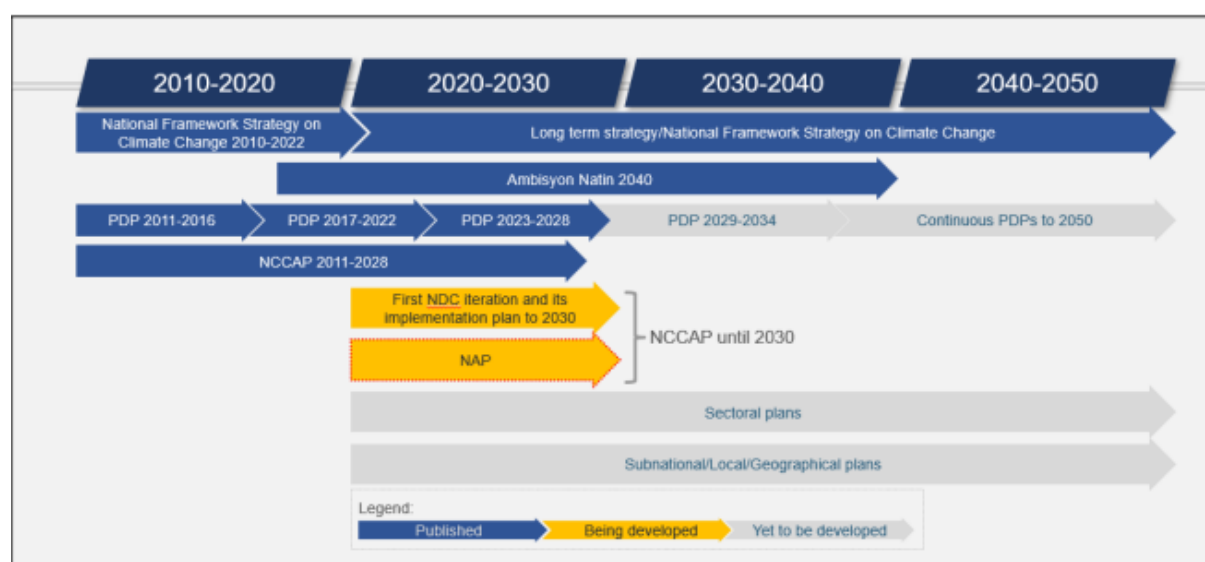 2010-2020
2020-2030
2030-2040
2040-2050
National Framework Strategy on
Climate Change 2010-2022
Long term strategy/National Framework Strategy on Climate Change
Ambisyon Natin 2040
PDP 2011-2016
PDP 2017-2022
PDP 2023-2028
PDP 2029-2034
Continuous PDPs to 2050
NCCAP 2011-2028
First NDC iteration and its
implementation plan to 2030
NAP
NCCAP until 2030
Sectoral plans
Subnational/Local/Geographical plans
Legend:
Published
Being developed
Yet to be developed